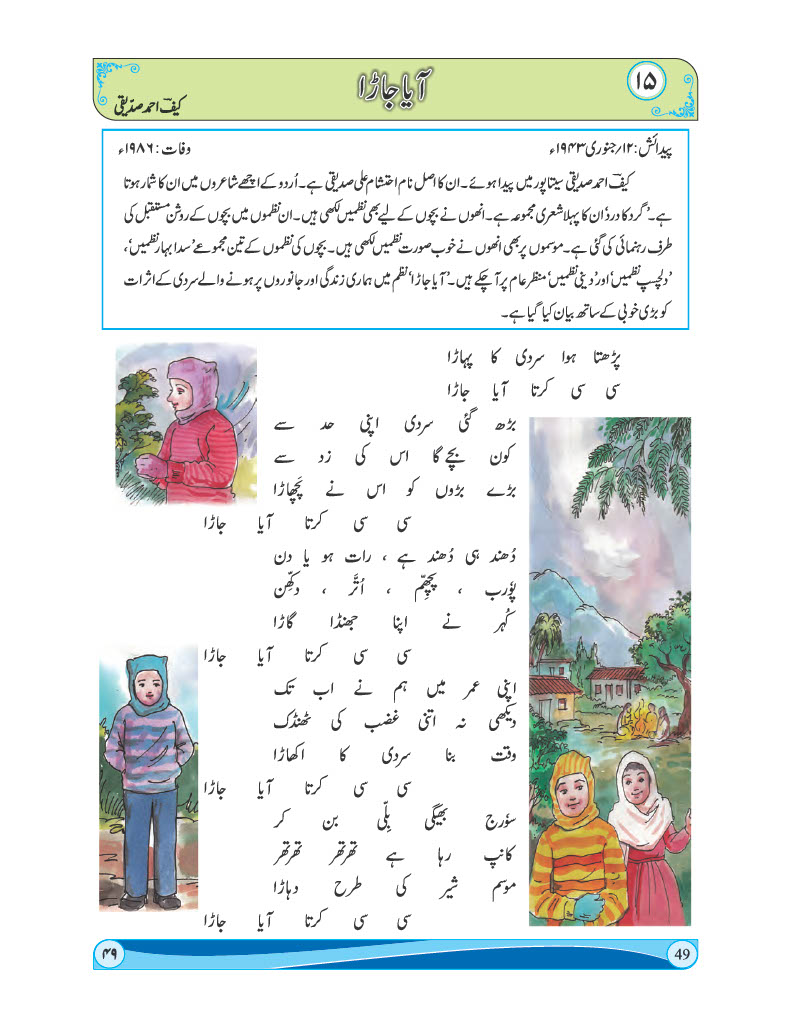 ۱۵
آیا جاڑا
کیفؔ احمد صدّیقی
پیدائش: ۱۲؍ جنوری ۱۹۴۳ء وفات: ۱۹۸۶ء
کیفؔ احمد صدیقی سیتاپور میں پیدا ہوئے۔ ان کا اصل نام احتشام علی صدیقی ہے۔ اُردو کے اچھے شاعروں میں ان کا شمار ہوتا
ہے۔ ’گرد کا درد‘ ان کا پہلا شعری مجموعہ ہے۔ انھوں نے بچوں کے لیے بھی نظمیں لکھی ہیں۔ ان نظموں میں بچوں کے روشن مستقبل کی
طرف رہنمائی کی گئی ہے۔ موسموں پر بھی انھوں نے خوب صورت نظمیں لکھی ہیں۔ بچوں کی نظموں کے تین مجموعے ’سدا بہار نظمیں‘،
’دلچسپ نظمیں‘ اور ’دینی نظمیں‘ منظرِ عام پر آچکے ہیں۔ ’آیا جاڑا‘ نظم میں ہماری زندگی اور جانوروں پر ہونے والے سردی کے اثرات
کو بڑی خوبی کے ساتھ بیان کیا گیا ہے۔
پڑھتا ہوا سردی کا پہاڑا
سی سی کرتا آیا جاڑا
بڑھ گئی سردی اپنی حد سے
کون بچے گا اس کی زد سے
بڑے بڑوں کو اس نے پچھاڑا
سی سی کرتا آیا جاڑا
دُھند ہی دُھند ہے ، رات ہو یا دن
پوٗرب ، پچھّم ، اُتّر ، دکھّن
کُہر نے اپنا جھنڈا گاڑا
سی سی کرتا آیا جاڑا
اپنی عمر میں ہم نے اب تک
دیکھی نہ اتنی غضب کی ٹھنڈک
وقت بنا سردی کا اکھاڑا
سی سی کرتا آیا جاڑا
سوٗرج بھیگی بِلّی بن کر
کانپ رہا ہے تھرتھر تھرتھر
موسم شیر کی طرح دہاڑا
سی سی کرتا آیا جاڑا
۴۹ 49